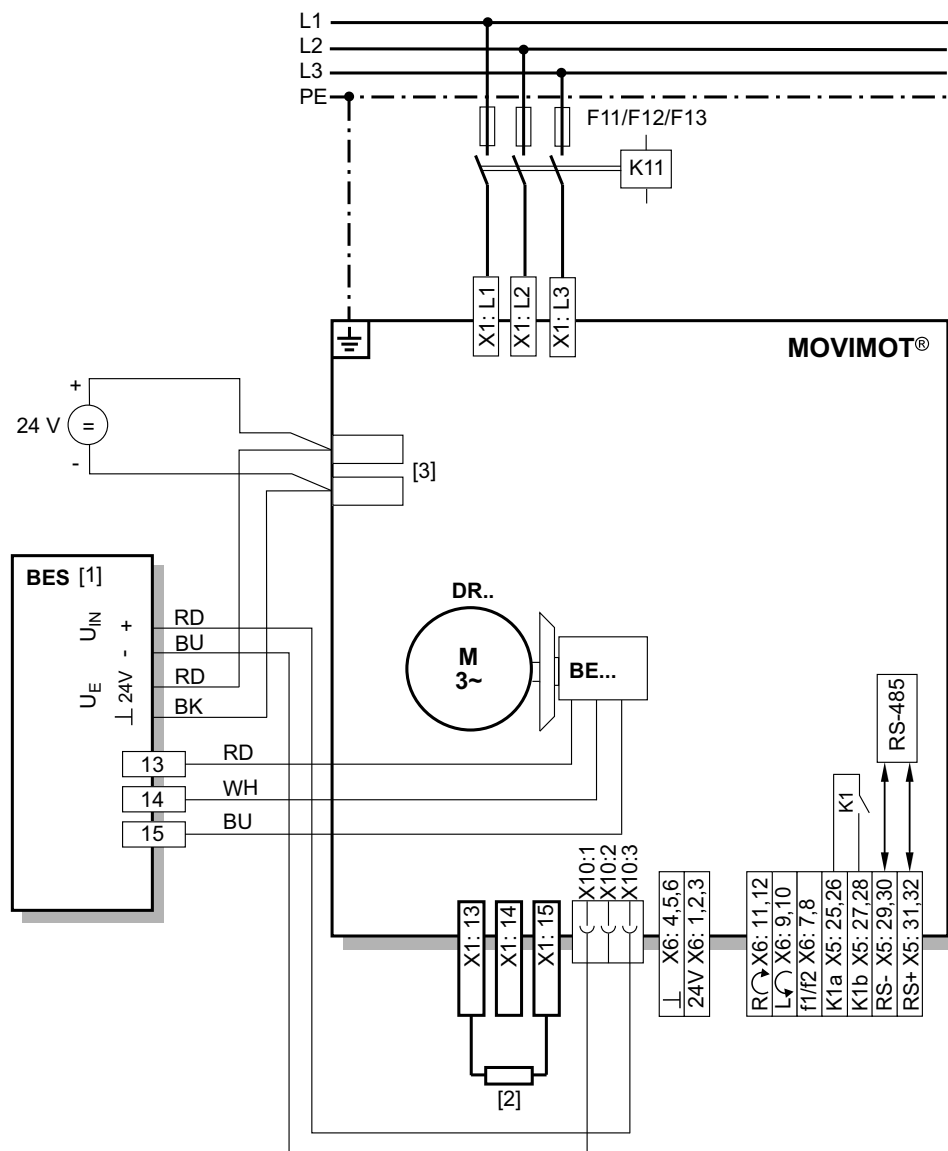 L1
L2
L3
PE
F11/F12/F13
K11
X1: L1
X1: L2
X1: L3
MOVIMOT®
+
24 V
=
-
[3]
BES [1]
UIN
+
-
UE
24V
⊥
RD
BU
RD
BK
13
RD
14
WH
15
BU
DR..
M
3~
BE...
RS-485
K1
X1: 13
X1: 14
X1: 15
X10:1
X10:2
X10:3
⊥ X6: 4,5,6
24V X6: 1,2,3
R X6: 11,12
L X6: 9,10
f1/f2 X6: 7,8
K1a X5: 25,26
K1b X5: 27,28
RS- X5: 29,30
RS+ X5: 31,32
[2]